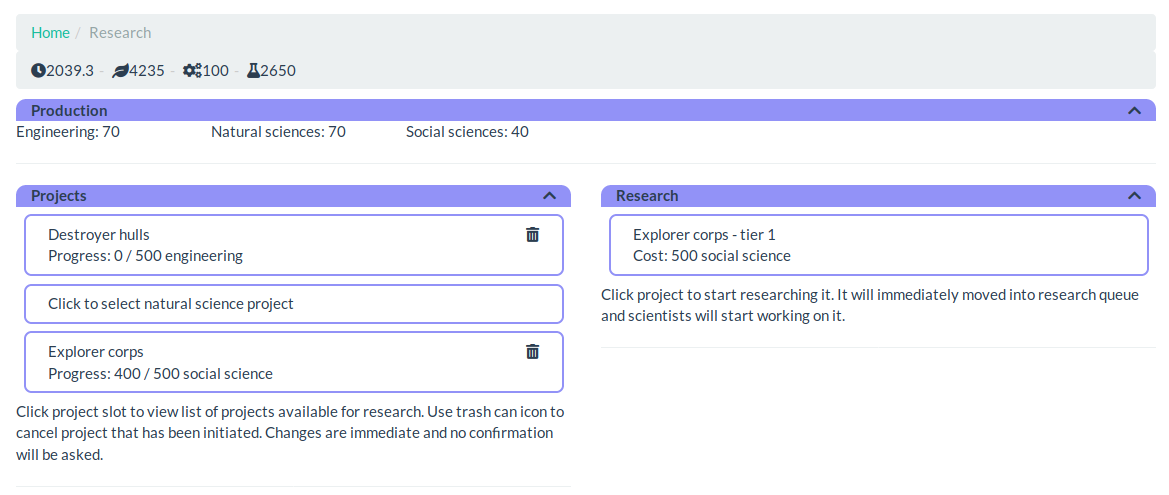 Home / Research
2039.3 - 4235 - 100 - 2650
Production
Engineering: 70 Natural sciences: 70 Social sciences: 40
Projects
Destroyer hulls
Progress: 0 / 500 engineering
Click to select natural science project
Explorer corps
Progress: 400 / 500 social science
Click project slot to view list of projects available for research. Use trash can icon to
cancel project that has been initiated. Changes are immediate and no confirmation
will be asked.
Research
Explorer corps - tier 1
Cost: 500 social science
Click project to start researching it. It will immediately moved into research queue
and scientists will start working on it.